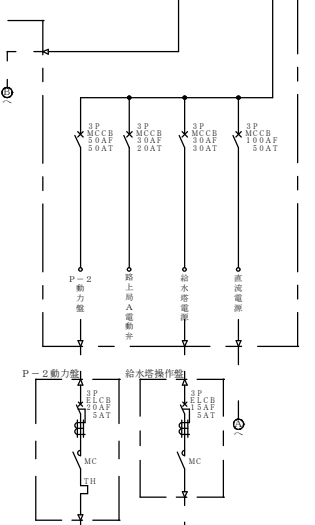 B
3P
MCCB
50AF
50AT
3P
MCCB
30AF
20AT
3P
MCCB
30AF
30AT
3P
MCCB
100AF
50AT
P－2
動力盤
路上局A電動弁
給水塔電源
直流電源
P－2動力盤
給水塔操作盤
3P
ELCB
20AF
5AT
3P
ELCB
15AF
5AT
A
MC
MC
TH